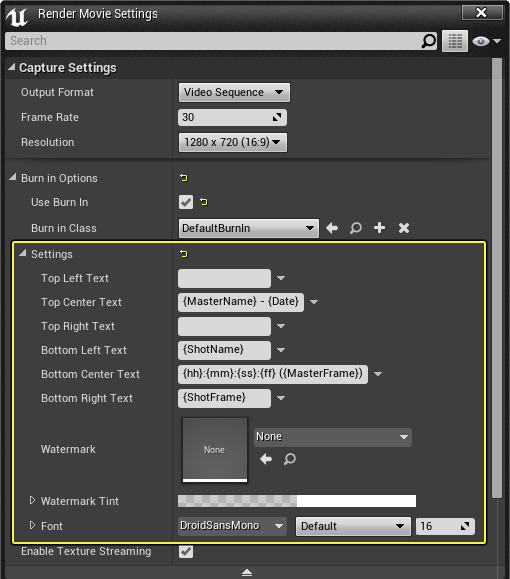 Render Movie Settings
Search
Capture Settings
Output Format Video Sequence
Frame Rate 30
Resolution 1280 x 720 (16:9)
Burn in Options
Use Burn In
Burn in Class DefaultBurnIn
Settings
Top Left Text
Top Center Text {MasterName} - {Date}
Top Right Text
Bottom Left Text {ShotName}
Bottom Center Text {hh}:{mm}:{ss}:{ff} ({MasterFrame})
Bottom Right Text {ShotFrame}
Watermark None None
Watermark Tint
Font DroidSansMono Default 16
Enable Texture Streaming